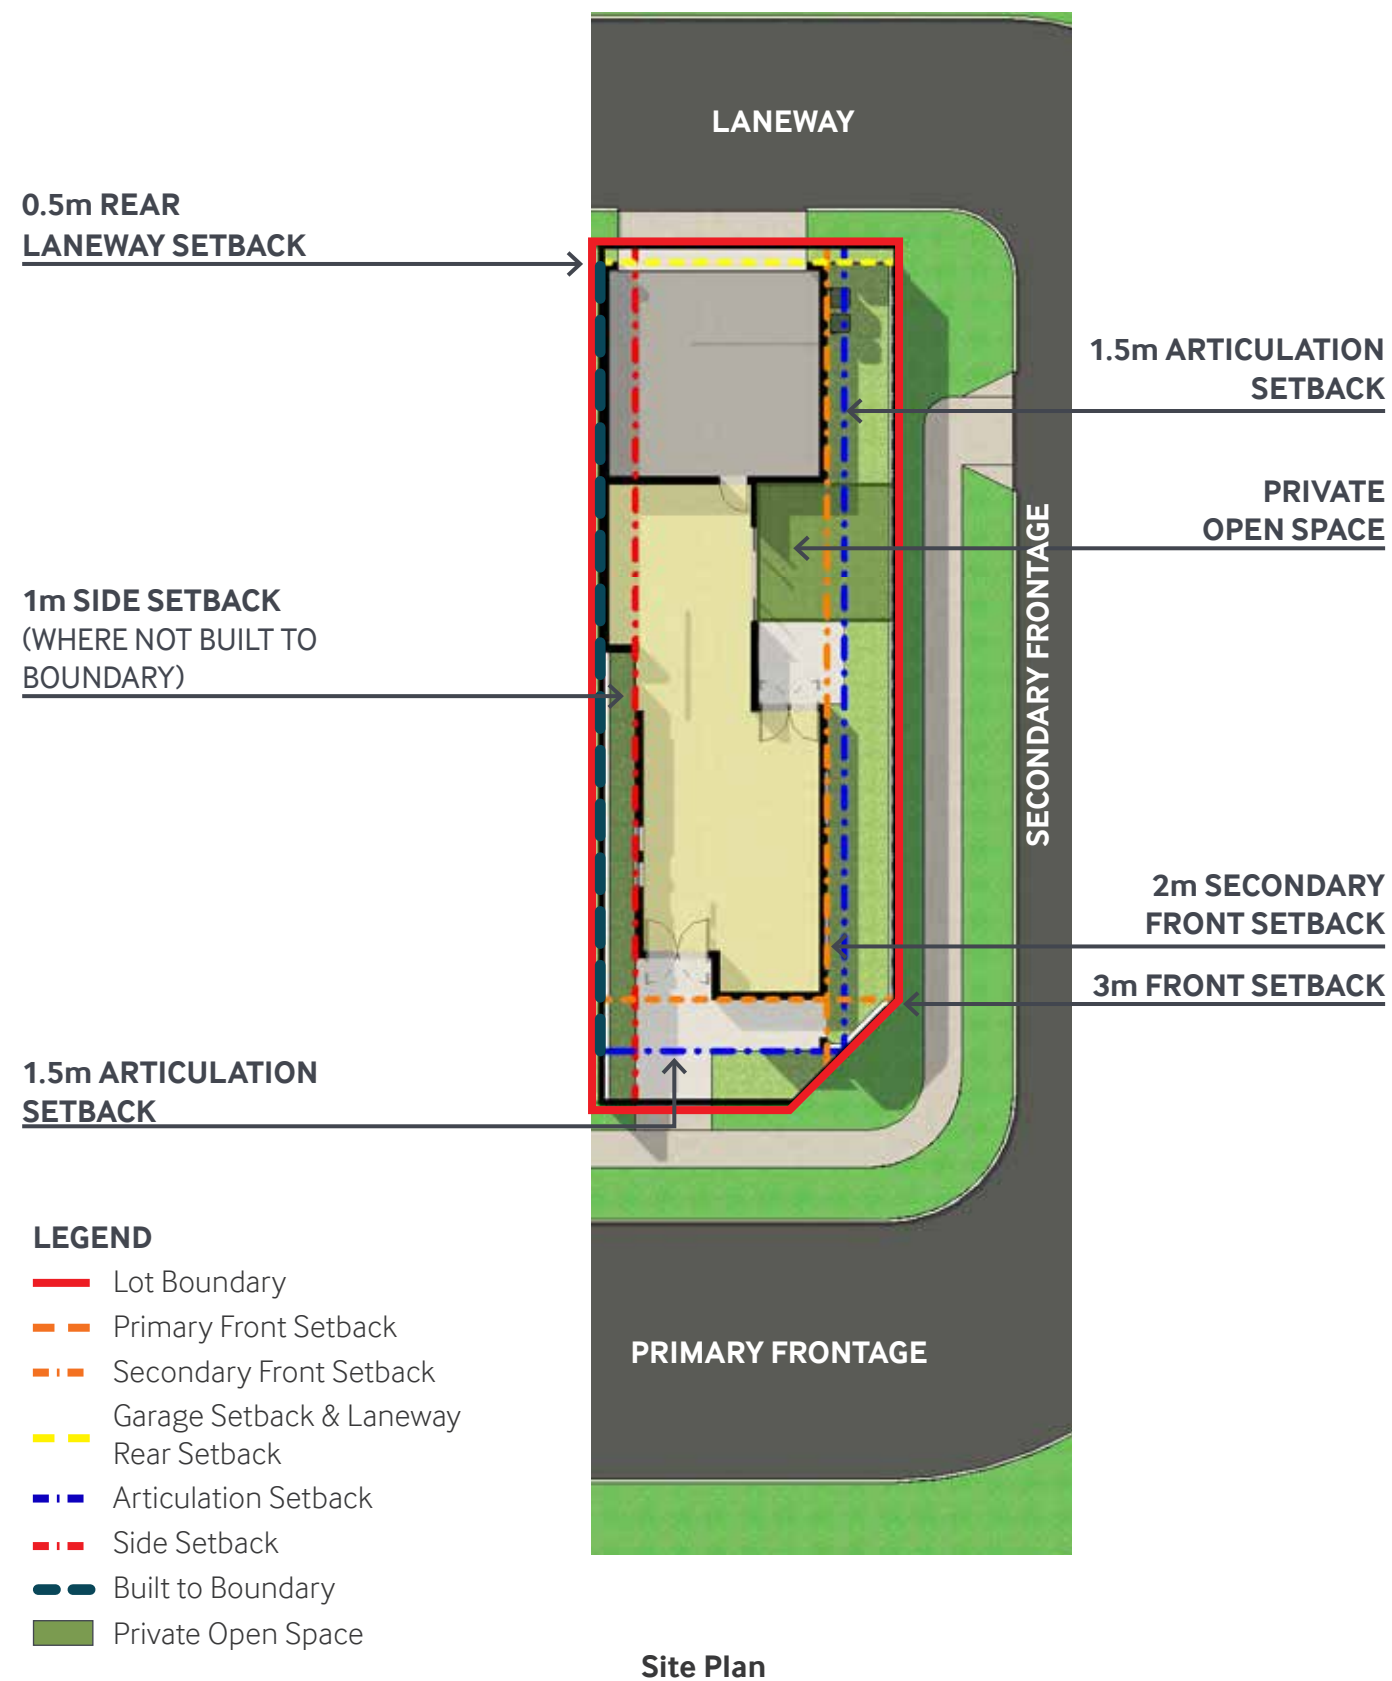 LANEWAY
0.5m REAR
LANEWAY SETBACK
1.5m ARTICULATION
SETBACK
PRIVATE
OPEN SPACE
SECONDARY FRONTAGE
1m SIDE SETBACK
(WHERE NOT BUILT TO
BOUNDARY)
2m SECONDARY
FRONT SETBACK
3m FRONT SETBACK
1.5m ARTICULATION
SETBACK
PRIMARY FRONTAGE
LEGEND
Lot Boundary
Primary Front Setback
Secondary Front Setback
Garage Setback & Laneway
Rear Setback
Articulation Setback
Side Setback
Built to Boundary
Private Open Space
Site Plan